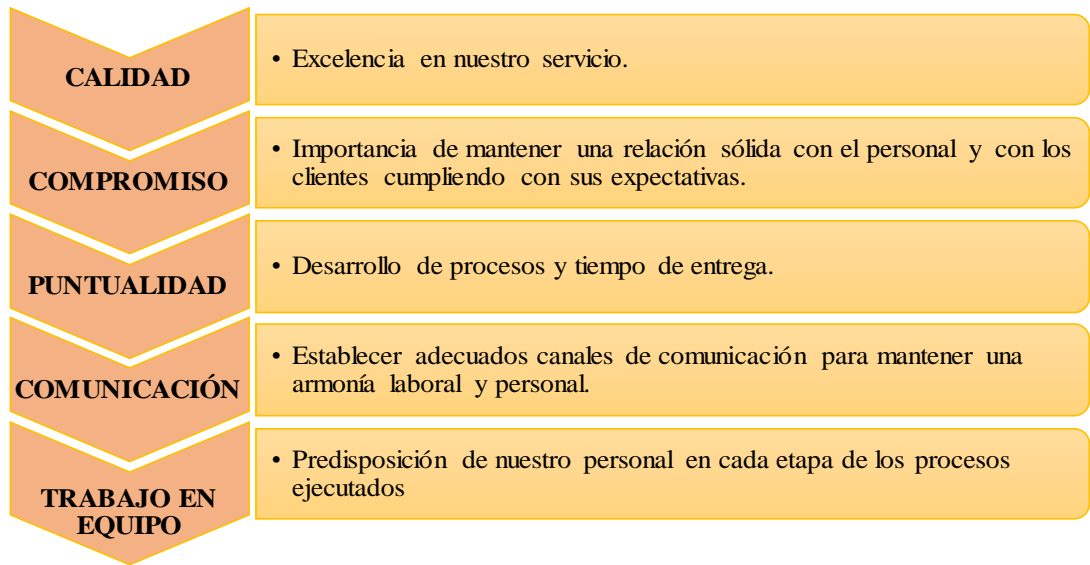 CALIDAD
• Excelencia en nuestro servicio.
COMPROMISO
• Importancia de mantener una relación sólida con el personal y con los
clientes cumpliendo con sus expectativas.
PUNTUALIDAD
• Desarrollo de procesos y tiempo de entrega.
COMUNICACIÓN
• Establecer adecuados canales de comunicación para mantener una
armonía laboral y personal.
TRABAJO EN
EQUIPO
• Predisposición de nuestro personal en cada etapa de los procesos
ejecutados